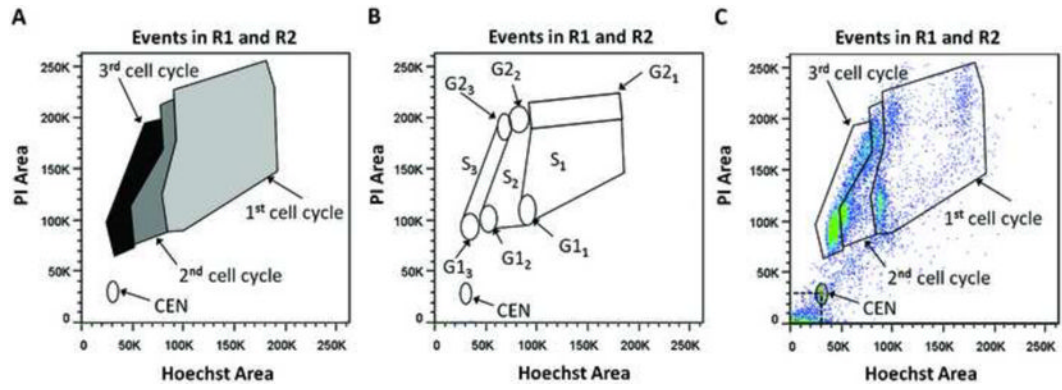 A
Events in R1 and R2
250K
200K
150K
100K
50K
0
PI Area
3rd cell cycle
1st cell cycle
2nd cell cycle
CEN
0 50K 100K 150K 200K 250K
Hoechst Area
B
Events in R1 and R2
250K
200K
150K
100K
50K
0
PI Area
G2₃
G2₂
G2₁
S₃
S₂
S₁
G1₃
G1₂
G1₁
CEN
0 50K 100K 150K 200K 250K
Hoechst Area
C
Events in R1 and R2
250K
200K
150K
100K
50K
0
PI Area
3rd cell cycle
1st cell cycle
2nd cell cycle
CEN
0 50K 100K 150K 200K 250K
Hoechst Area